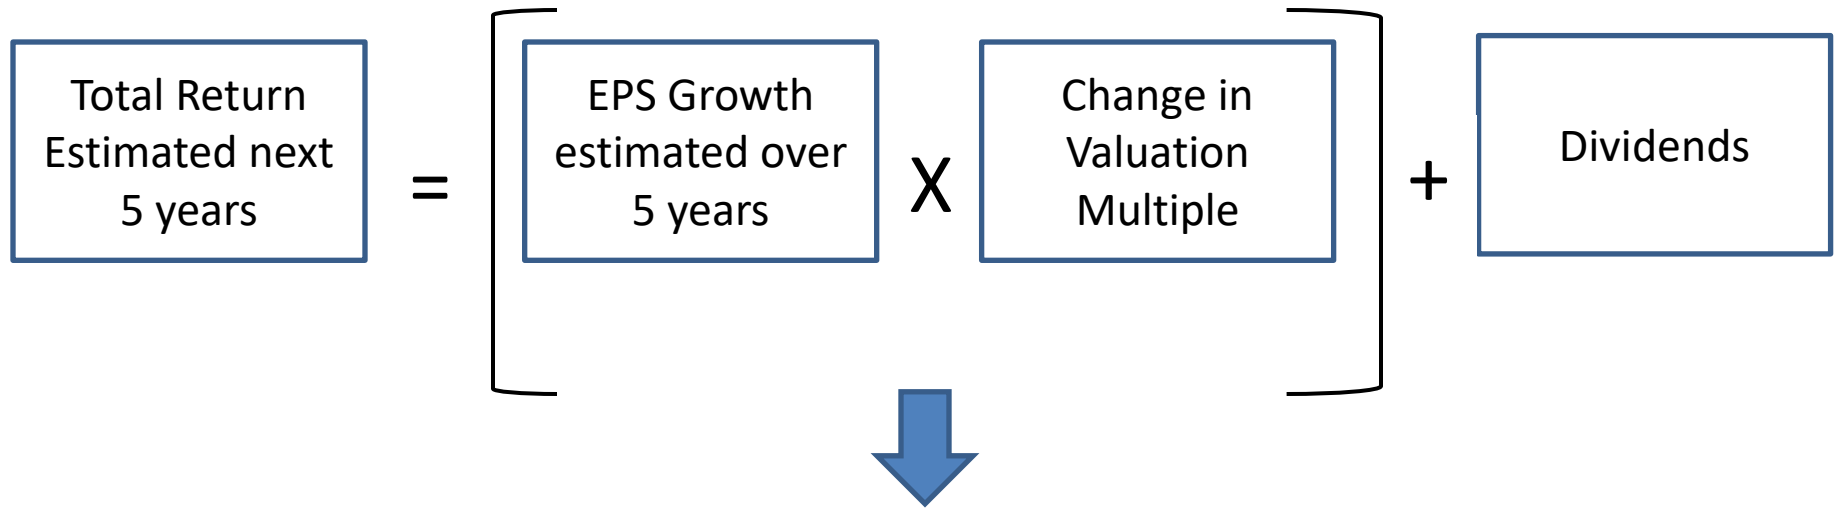 Total Return
Estimated next
5 years
=
EPS Growth
estimated over
5 years
X
Change in
Valuation
Multiple
+
Dividends